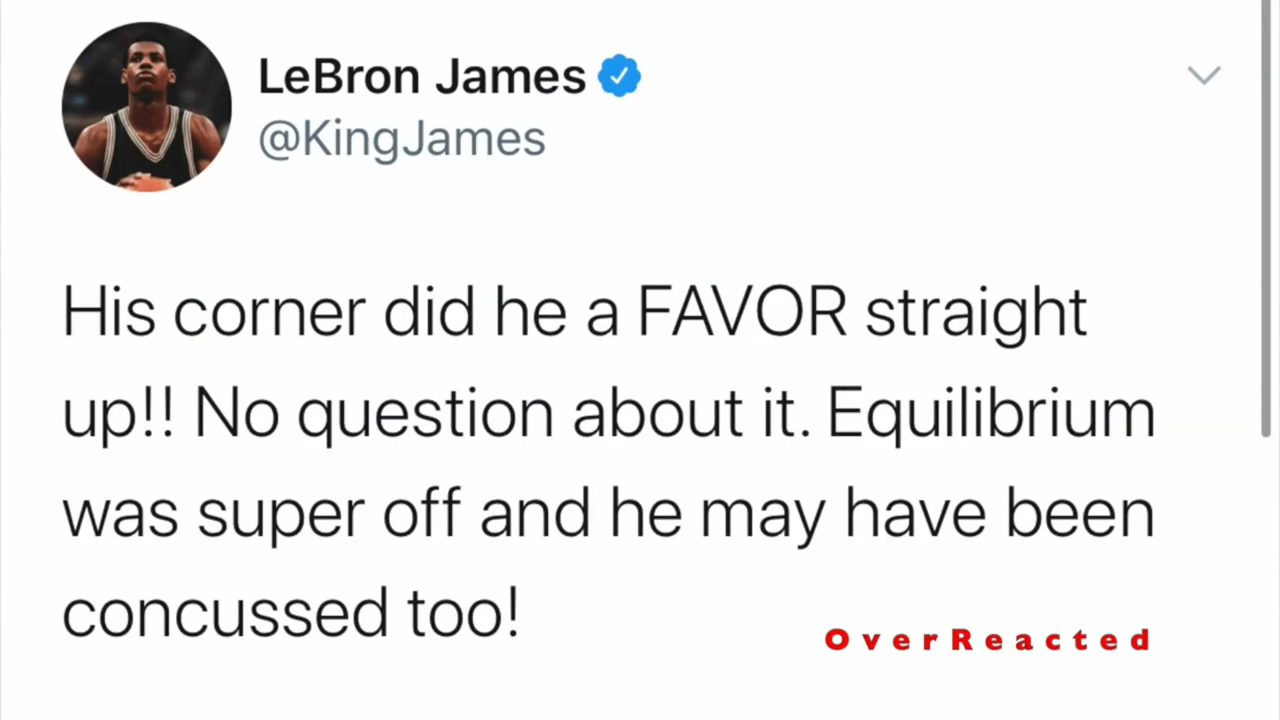 LeBron James
@KingJames
His corner did he a FAVOR straight
up!! No question about it. Equilibrium
was super off and he may have been
concussed too!
OverReacted